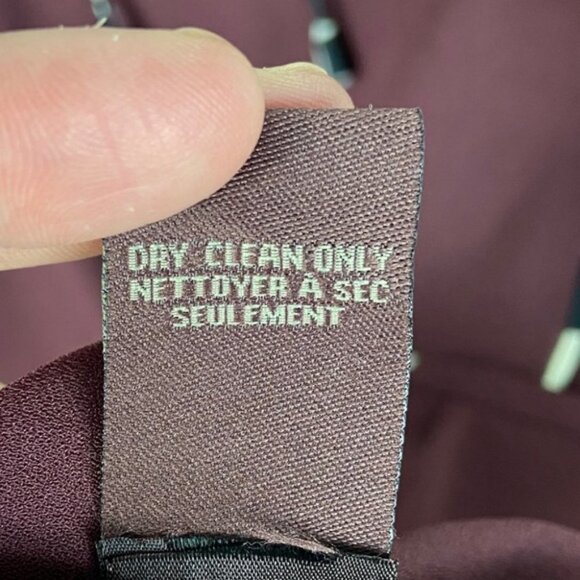 DRY CLEAN ONLY
NETTOYER À SEC
SEULEMENT